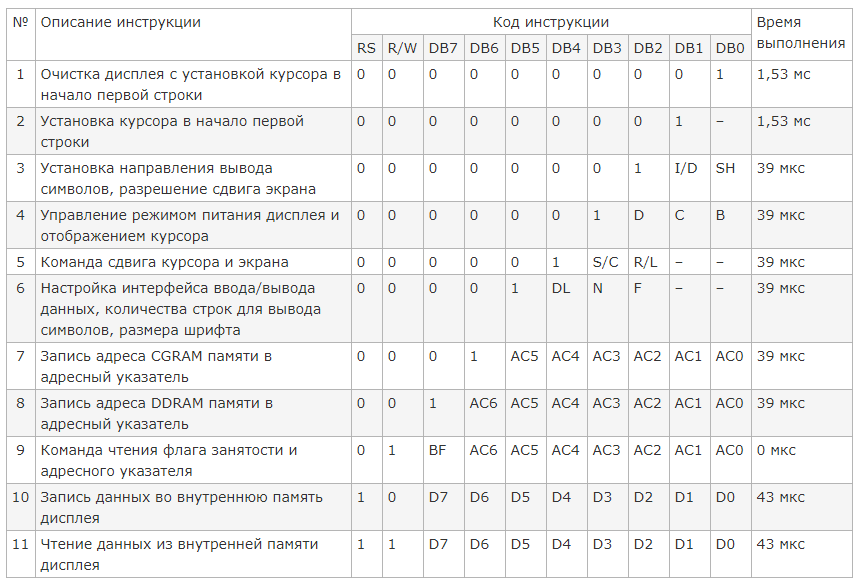 № Описание инструкции Код инструкции Время выполнения
RS R/W DB7 DB6 DB5 DB4 DB3 DB2 DB1 DB0
1 Очистка дисплея с установкой курсора в 0 0 0 0 0 0 0 0 0 1 1,53 мс
начало первой строки
2 Установка курсора в начало первой 0 0 0 0 0 0 0 0 1 – 1,53 мс
строки
3 Установка направления вывода 0 0 0 0 0 0 0 1 I/D SH 39 мкс
символов, разрешение сдвига экрана
4 Управление режимом питания дисплея и 0 0 0 0 0 0 1 D C B 39 мкс
отображением курсора
5 Команда сдвига курсора и экрана 0 0 0 0 0 1 S/C R/L – – 39 мкс
6 Настройка интерфейса ввода/вывода 0 0 0 0 1 DL N F – – 39 мкс
данных, количества строк для вывода
символов, размера шрифта
7 Запись адреса CGRAM памяти в 0 0 0 1 AC5 AC4 AC3 AC2 AC1 AC0 39 мкс
адресный указатель
8 Запись адреса DDRAM памяти в 0 0 1 AC6 AC5 AC4 AC3 AC2 AC1 AC0 39 мкс
адресный указатель
9 Команда чтения флага занятости и 0 1 BF AC6 AC5 AC4 AC3 AC2 AC1 AC0 0 мкс
адресного указателя
10 Запись данных во внутреннюю память 1 0 D7 D6 D5 D4 D3 D2 D1 D0 43 мкс
дисплея
11 Чтение данных из внутренней памяти 1 1 D7 D6 D5 D4 D3 D2 D1 D0 43 мкс
дисплея